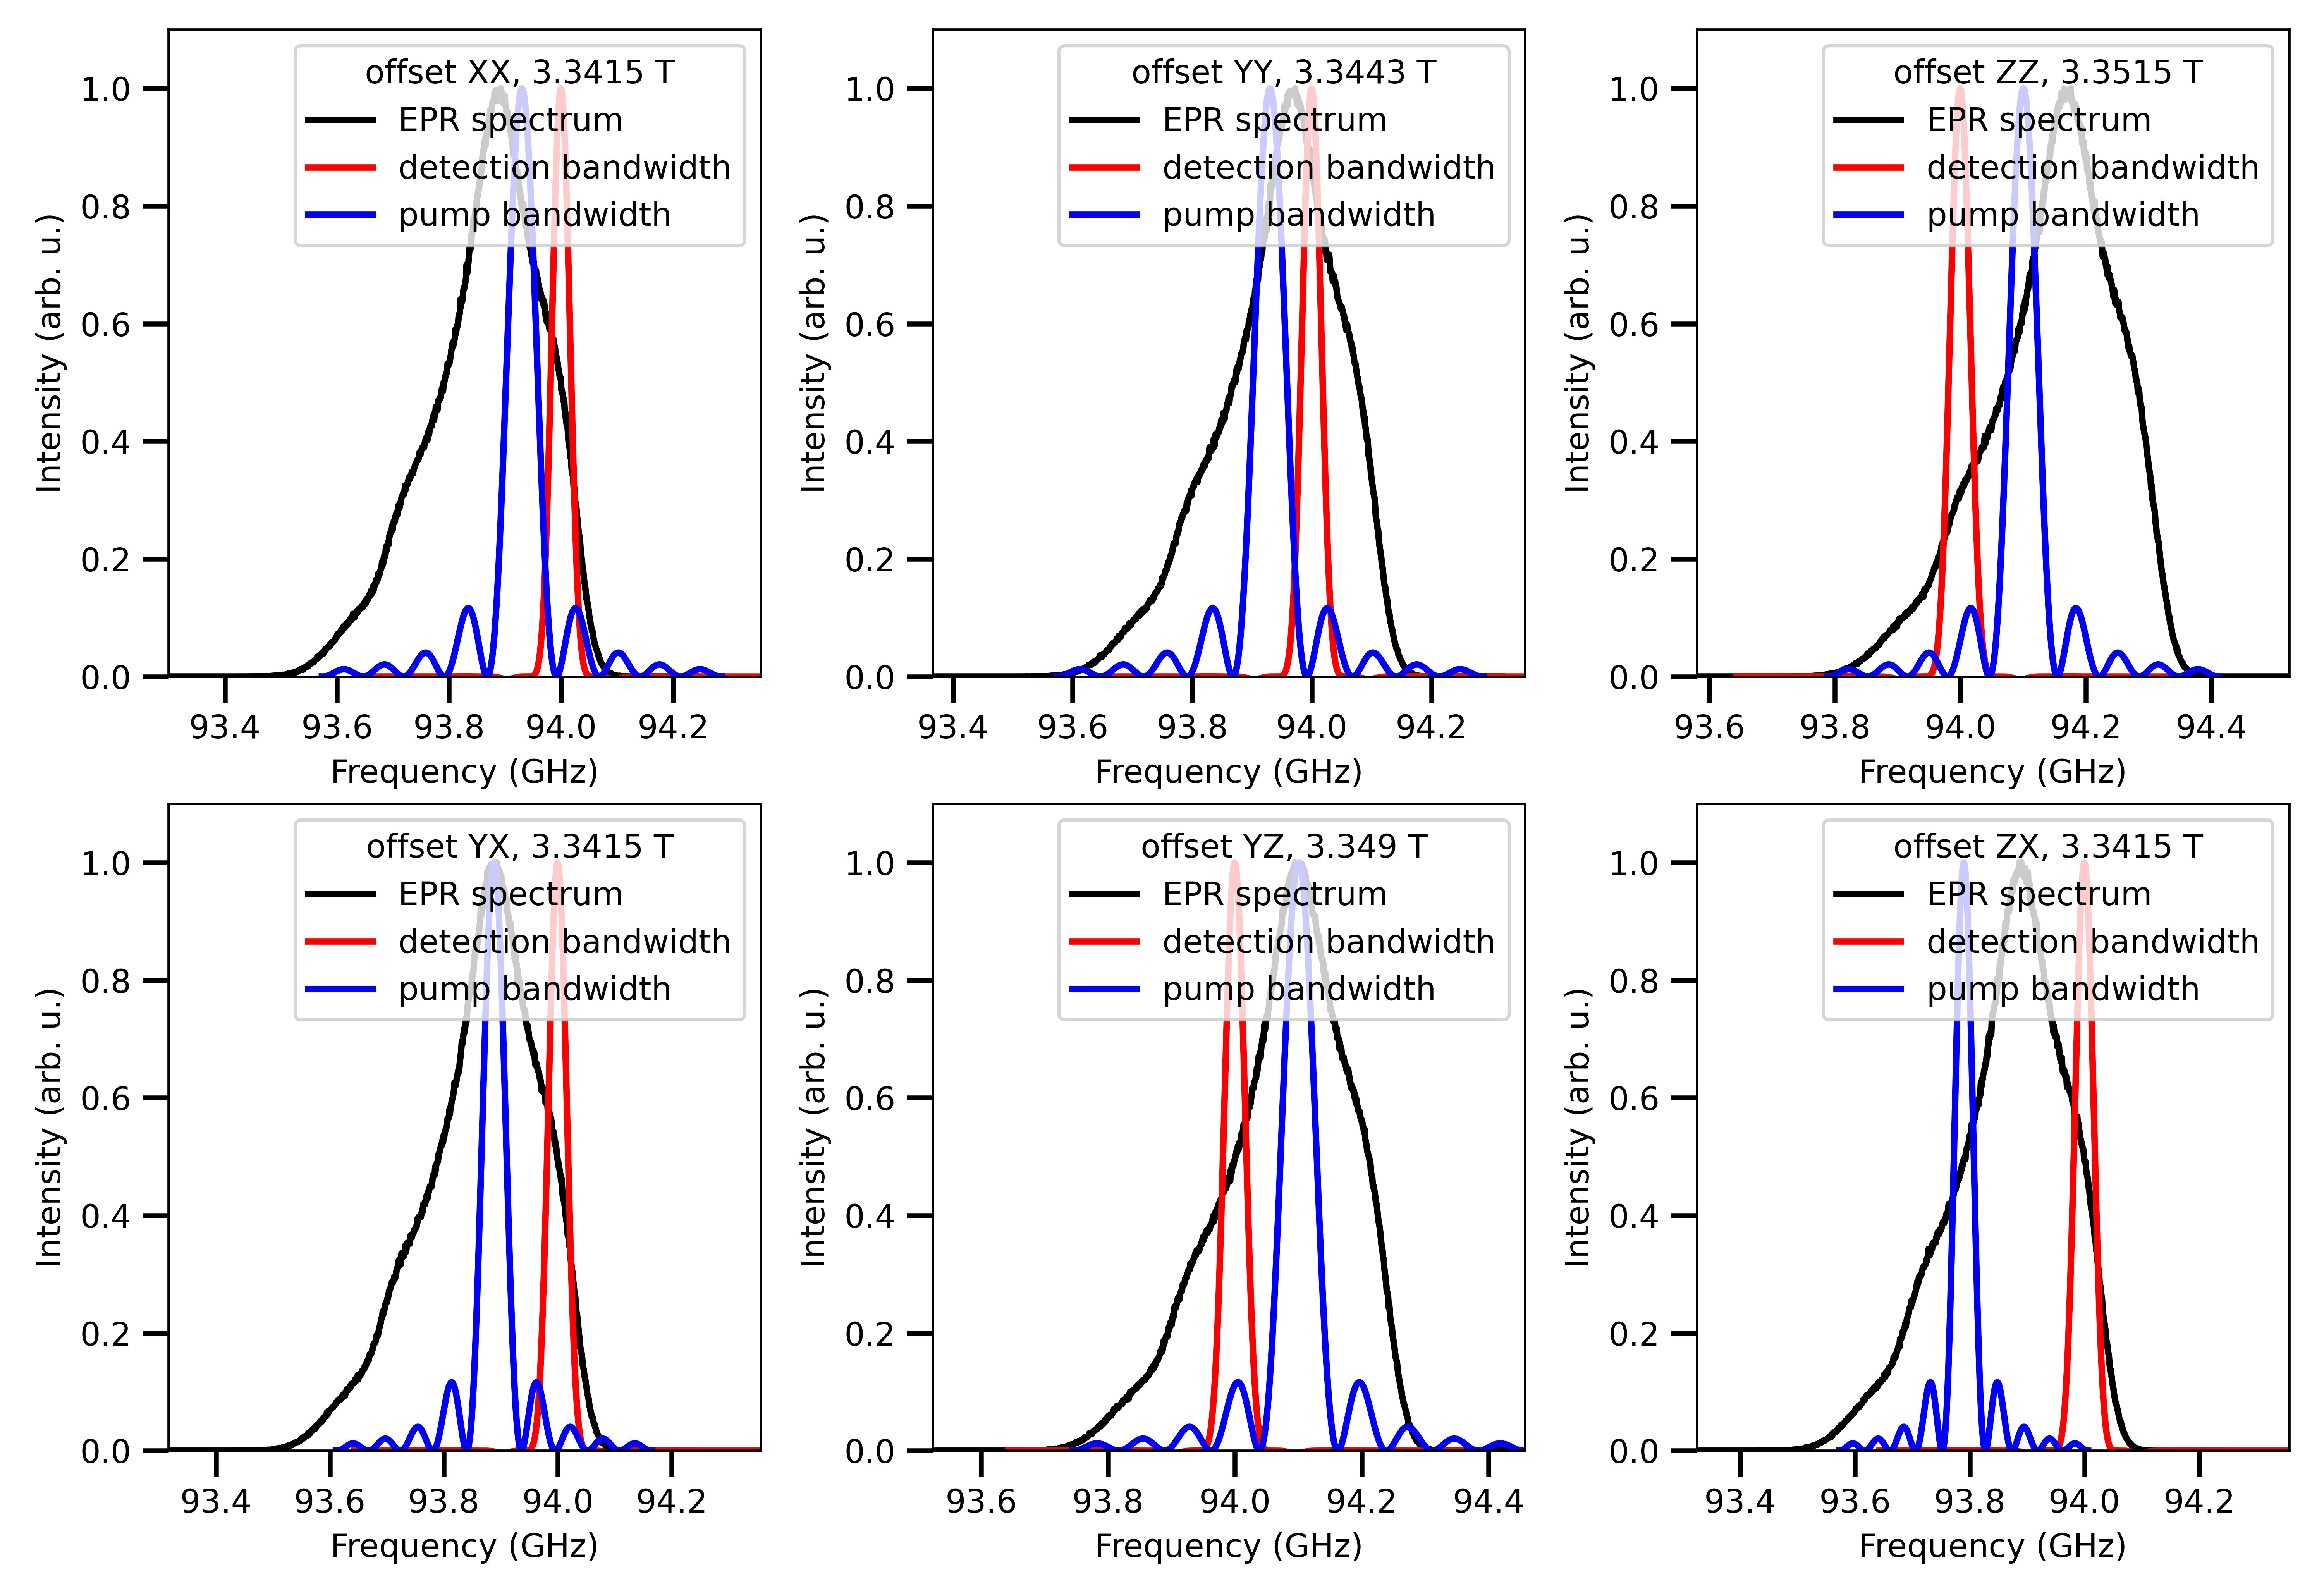 offset XX, 3.3415 T
EPR spectrum
detection bandwidth
pump bandwidth
1.0
0.8
0.6
0.4
0.2
0.0
Intensity (arb. u.)
93.4 93.6 93.8 94.0 94.2
Frequency (GHz)
offset YY, 3.3443 T
EPR spectrum
detection bandwidth
pump bandwidth
1.0
0.8
0.6
0.4
0.2
0.0
Intensity (arb. u.)
93.4 93.6 93.8 94.0 94.2
Frequency (GHz)
offset ZZ, 3.3515 T
EPR spectrum
detection bandwidth
pump bandwidth
1.0
0.8
0.6
0.4
0.2
0.0
Intensity (arb. u.)
93.6 93.8 94.0 94.2 94.4
Frequency (GHz)
offset YX, 3.3415 T
EPR spectrum
detection bandwidth
pump bandwidth
1.0
0.8
0.6
0.4
0.2
0.0
Intensity (arb. u.)
93.4 93.6 93.8 94.0 94.2
Frequency (GHz)
offset YZ, 3.349 T
EPR spectrum
detection bandwidth
pump bandwidth
1.0
0.8
0.6
0.4
0.2
0.0
Intensity (arb. u.)
93.6 93.8 94.0 94.2 94.4
Frequency (GHz)
offset ZX, 3.3415 T
EPR spectrum
detection bandwidth
pump bandwidth
1.0
0.8
0.6
0.4
0.2
0.0
Intensity (arb. u.)
93.4 93.6 93.8 94.0 94.2
Frequency (GHz)